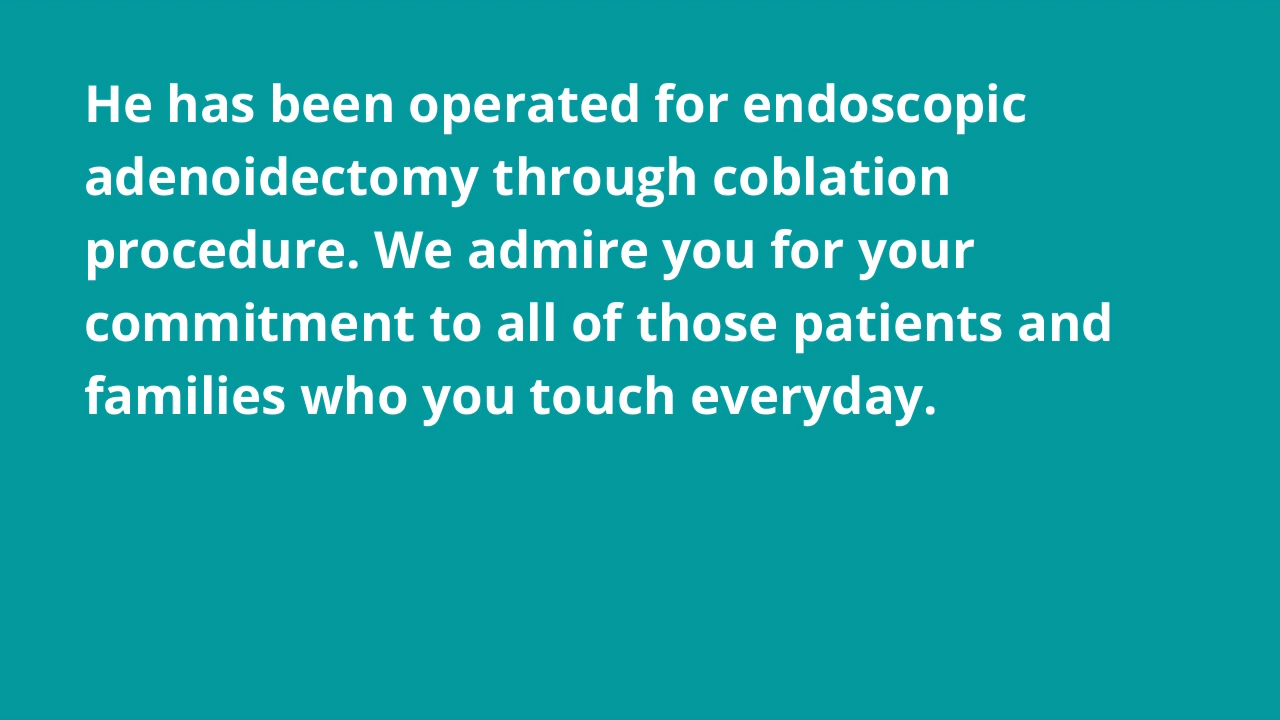 He has been operated for endoscopic
adenoidectomy through coblation
procedure. We admire you for your
commitment to all of those patients and
families who you touch everyday.